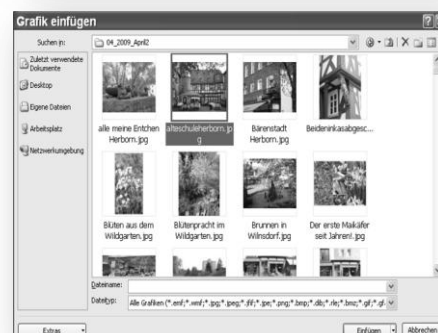 Grafik einfügen
Suchen in:
04_2009_April2
Zuletzt verwendete
Dokumente
Desktop
Eigene Dateien
Arbeitsplatz
Netzwerkumgebung
alle meine Entchen
Herborn.jpg
alteschuleherborn.jp
g
Bärenstadt
Herborn.jpg
Beideninkasabgesc...
Blüten aus dem
Wildgarten.jpg
Blütenpracht im
Wildgarten.jpg
Brunnen in
Wilnsdorf.jpg
Der erste Maikäfer
seit Jahren!.jpg
Dateiname:
Dateityp:
Alle Grafiken (*.emf;*.wmf;*.jpg;*.jpeg;*.jfif;*.jpe;*.png;*.bmp;*.dib;*.rle;*.bmz;*.gif;*.gf
Extras
Einfügen
Abbrechen